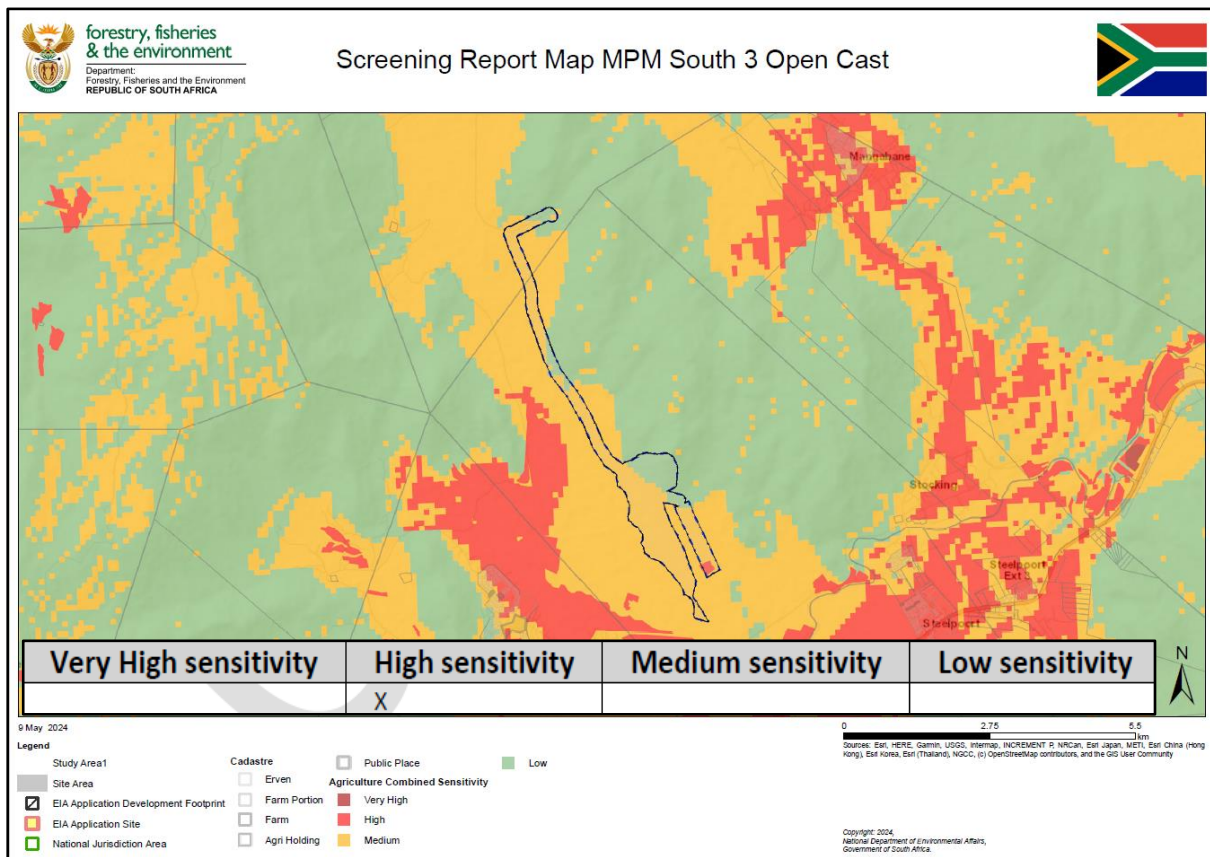 forestry, fisheries
& the environment
Department:
Forestry, Fisheries and the Environment
REPUBLIC OF SOUTH AFRICA
Screening Report Map MPM South 3 Open Cast
Stocking
Steelpoort
Ext 3
Steelpoort
Very High sensitivity High sensitivity Medium sensitivity Low sensitivity
X
N
9 May 2024
0 2.75 5.5
km
Sources: Esri, HERE, Garmin, USGS, Intermap, INCREMENT P, NRCan, Esri Japan, METI, Esri China (Hong
Kong), Esri Korea, Esri (Thailand), NGCC, (c) OpenStreetMap contributors, and the GIS User Community
Legend
Study Area1
Site Area
EIA Application Development Footprint
EIA Application Site
National Jurisdiction Area
Cadastre
Erven
Farm Portion
Farm
Agri Holding
Public Place
Agriculture Combined Sensitivity
Very High
High
Medium
Low
Copyright: 2024,
National Department of Environmental Affairs,
Government of South Africa.